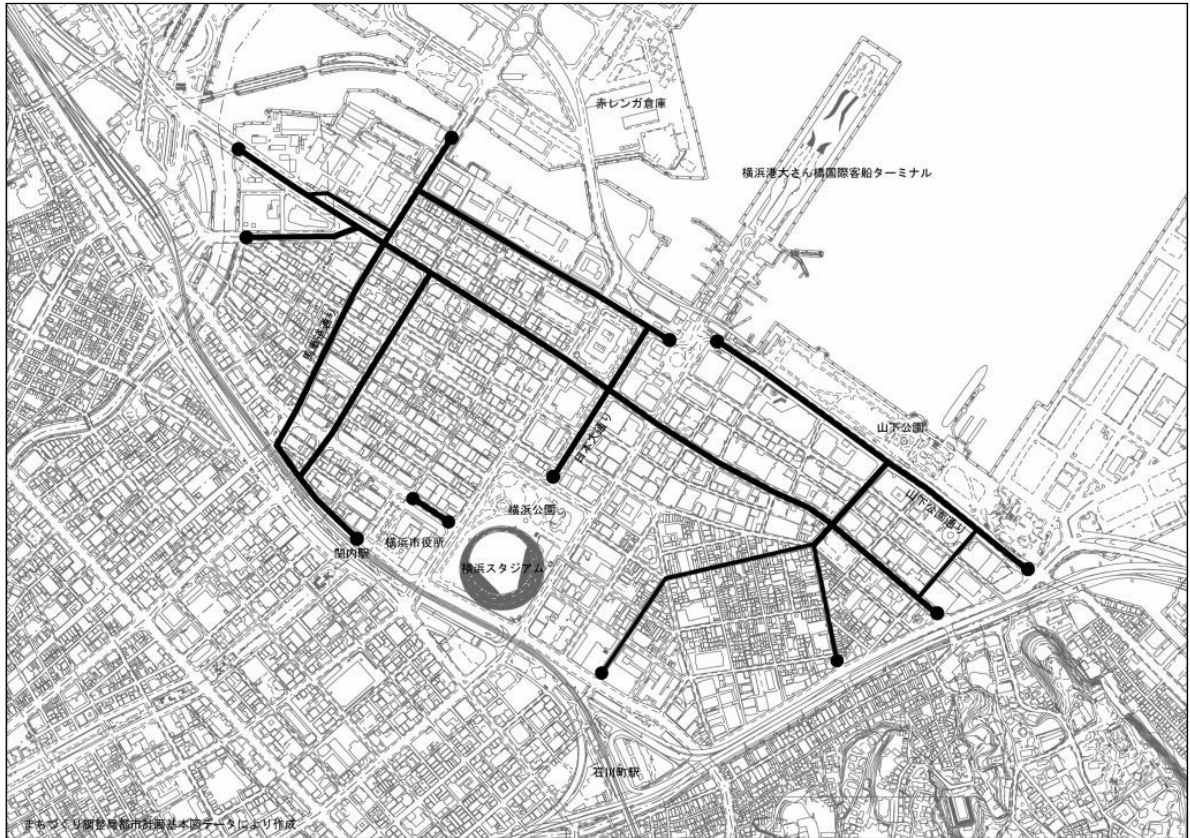 赤レンガ倉庫
横浜港大さん橋国際客船ターミナル
日本大通り
山下公園
山下公園通り
横浜公園
横浜市役所
関内駅
横浜スタジアム
石川町駅
まちづくり調整局都市計画基本図データにより作成